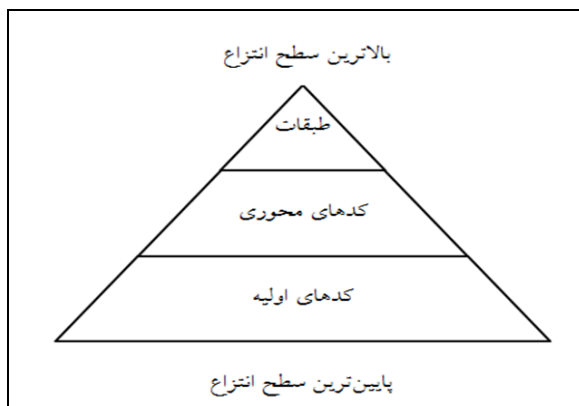 بالاترین سطح انتزاع
طبقات
کدهای محوری
کدهای اولیه
پایین‌ترین سطح انتزاع